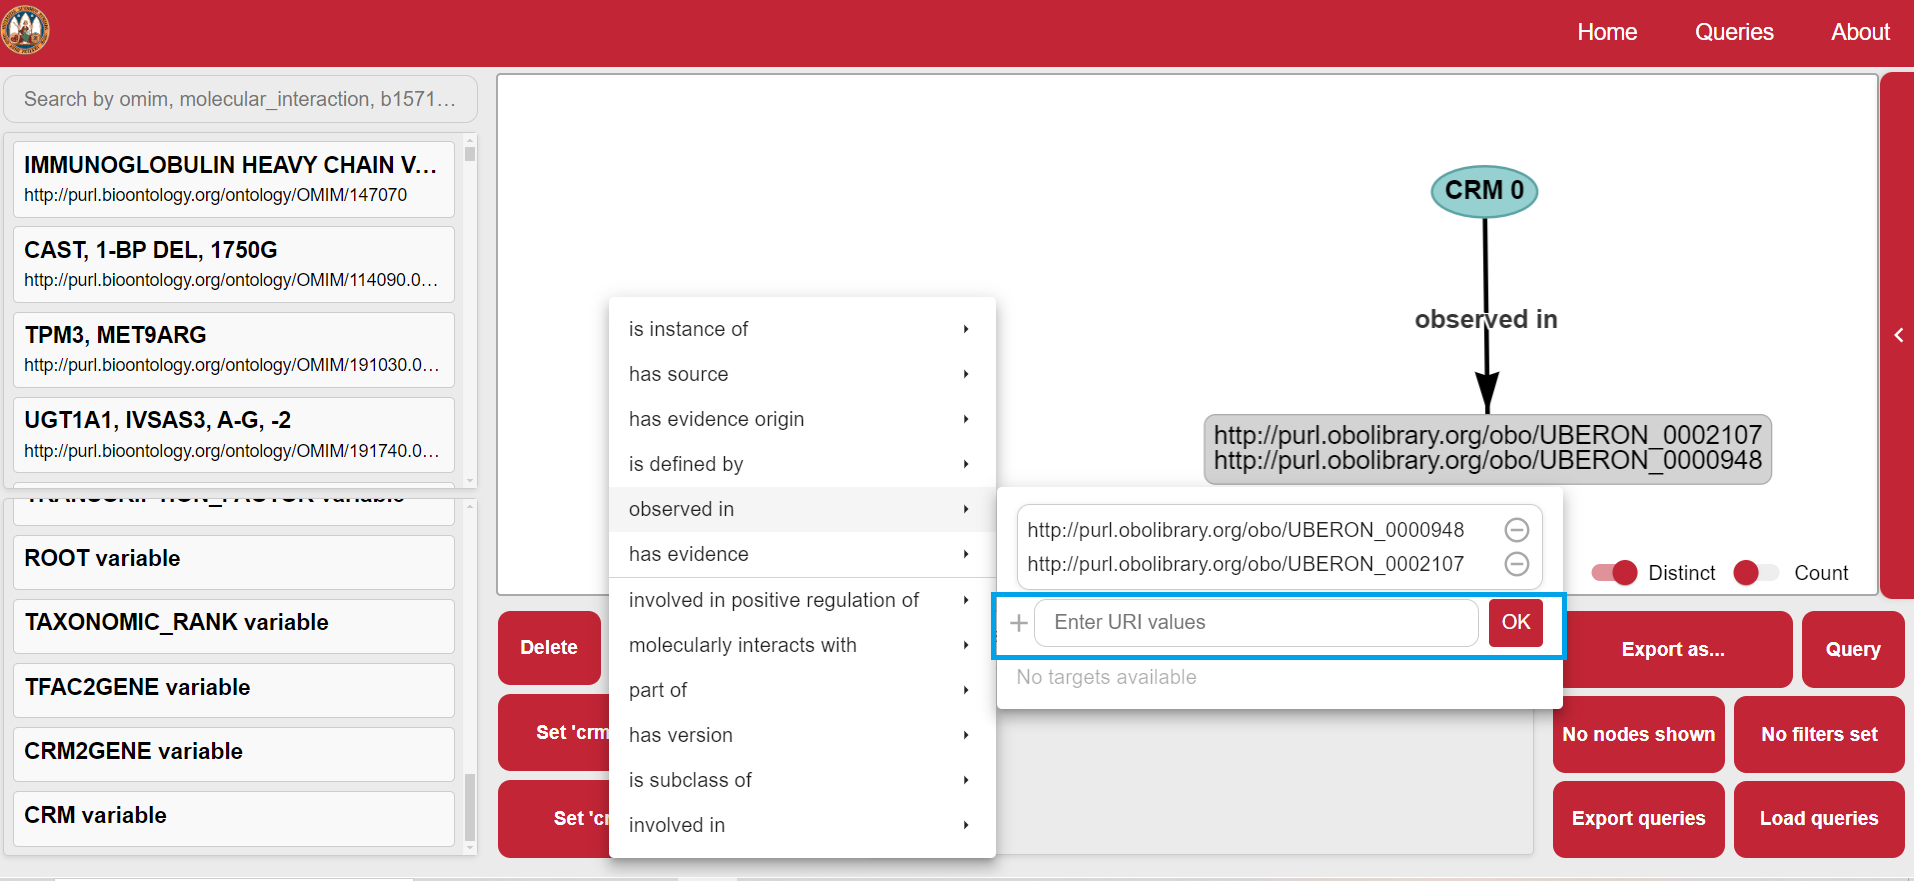 Home
Queries
About
Search by omim, molecular_interaction, b1571...
IMMUNOGLOBULIN HEAVY CHAIN V...
http://purl.bioontology.org/ontology/OMIM/147070
CAST, 1-BP DEL, 1750G
http://purl.bioontology.org/ontology/OMIM/114090.0...
TPM3, MET9ARG
http://purl.bioontology.org/ontology/OMIM/191030.0...
UGT1A1, IVSAS3, A-G, -2
http://purl.bioontology.org/ontology/OMIM/191740.0...
TRANSCRIPTION_FACTOR variable
ROOT variable
TAXONOMIC_RANK variable
TFAC2GENE variable
CRM2GENE variable
CRM variable
CRM 0
observed in
http://purl.obolibrary.org/obo/UBERON_0002107
http://purl.obolibrary.org/obo/UBERON_0000948
is instance of
has source
has evidence origin
is defined by
observed in
has evidence
involved in positive regulation of
molecularly interacts with
part of
has version
is subclass of
involved in
http://purl.obolibrary.org/obo/UBERON_0000948
http://purl.obolibrary.org/obo/UBERON_0002107
+ Enter URI values
OK
No targets available
Distinct
Count
Delete
Set 'crm
Set 'cr
Export as...
Query
No nodes shown
No filters set
Export queries
Load queries